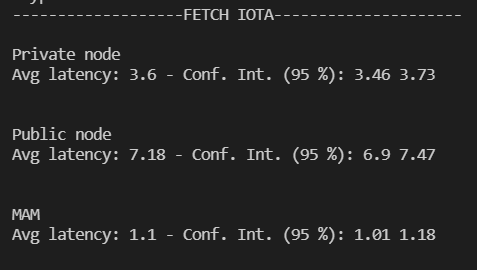 -------------------FETCH IOTA---------------------
Private node
Avg latency: 3.6 - Conf. Int. (95 %): 3.46 3.73
Public node
Avg latency: 7.18 - Conf. Int. (95 %): 6.9 7.47
MAM
Avg latency: 1.1 - Conf. Int. (95 %): 1.01 1.18